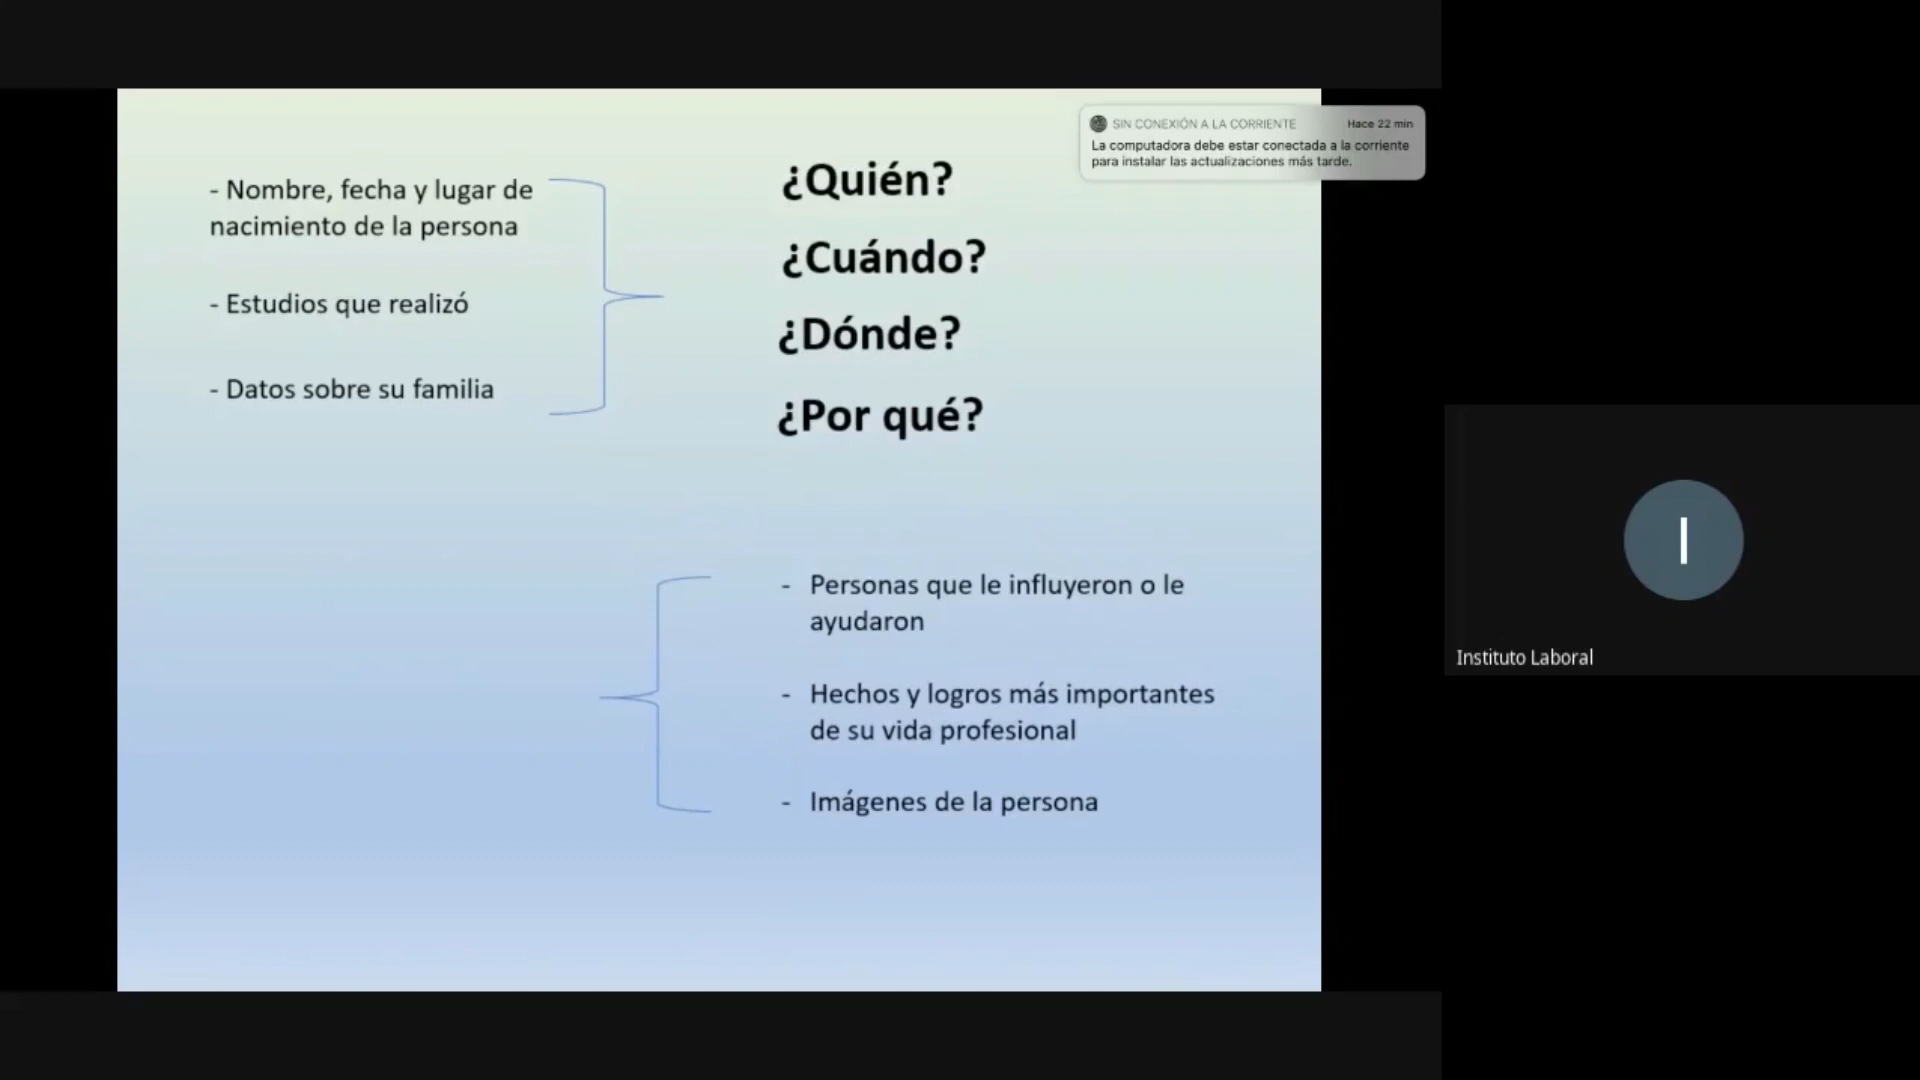 - Nombre, fecha y lugar de
nacimiento de la persona
- Estudios que realizó
- Datos sobre su familia
¿Quién?
¿Cuándo?
¿Dónde?
¿Por qué?
SIN CONEXIÓN A LA CORRIENTE Hace 22 min
La computadora debe estar conectada a la corriente
para instalar las actualizaciones más tarde.
- Personas que le influyeron o le
ayudaron
- Hechos y logros más importantes
de su vida profesional
- Imágenes de la persona
I
Instituto Laboral